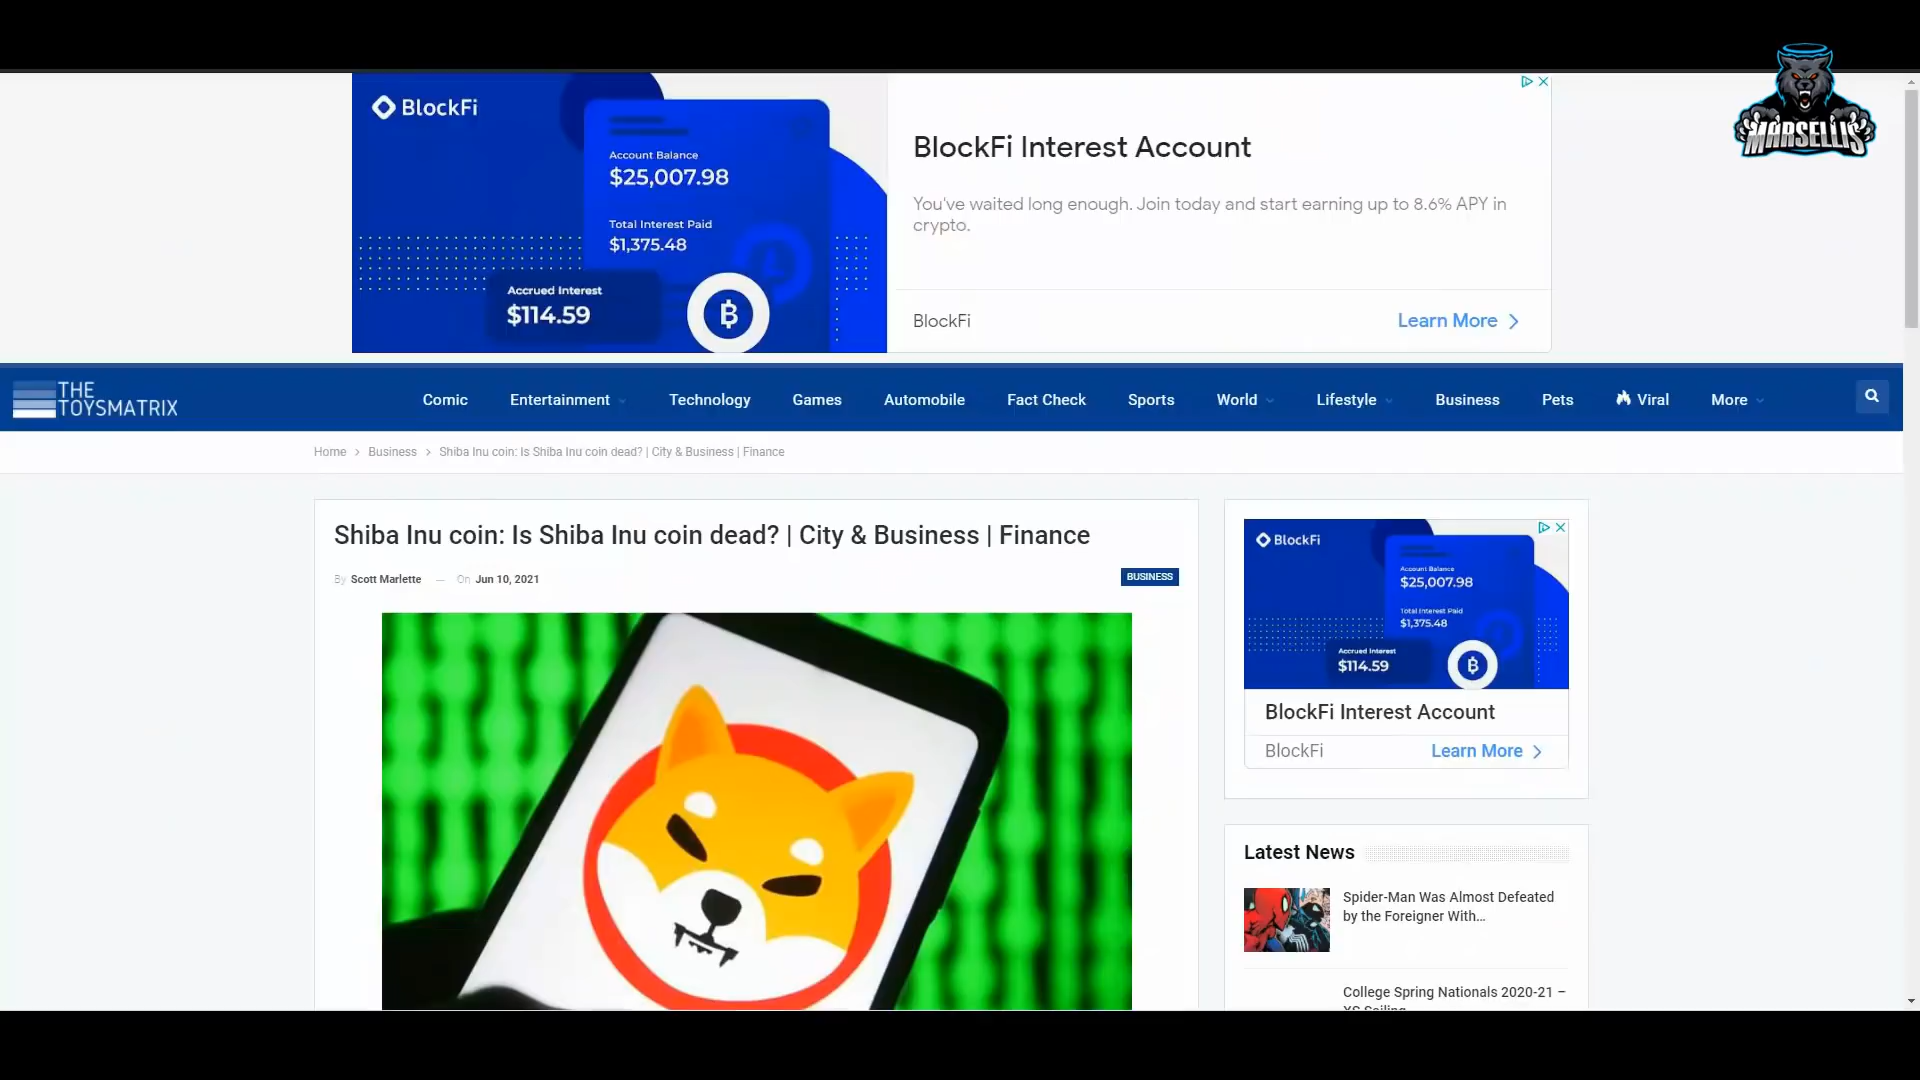 BlockFi
Account Balance
$25,007.98
Total Interest Paid
$1,375.48
Accrued Interest
$114.59
BlockFi Interest Account
You've waited long enough. Join today and start earning up to 8.6% APY in
crypto.
BlockFi
Learn More
MARSELLIS
THE
TOYSMATRIX
Comic Entertainment Technology Games Automobile Fact Check Sports World Lifestyle Business Pets Viral More
Home > Business > Shiba Inu coin: Is Shiba Inu coin dead? | City & Business | Finance
Shiba Inu coin: Is Shiba Inu coin dead? | City & Business | Finance
By Scott Marlette — On Jun 10, 2021
BUSINESS
BlockFi
Account Balance
$25,007.98
Total Interest Paid
$1,375.48
Accrued Interest
$114.59
BlockFi Interest Account
BlockFi
Learn More
Latest News
Spider-Man Was Almost Defeated
by the Foreigner With...
College Spring Nationals 2020-21 –